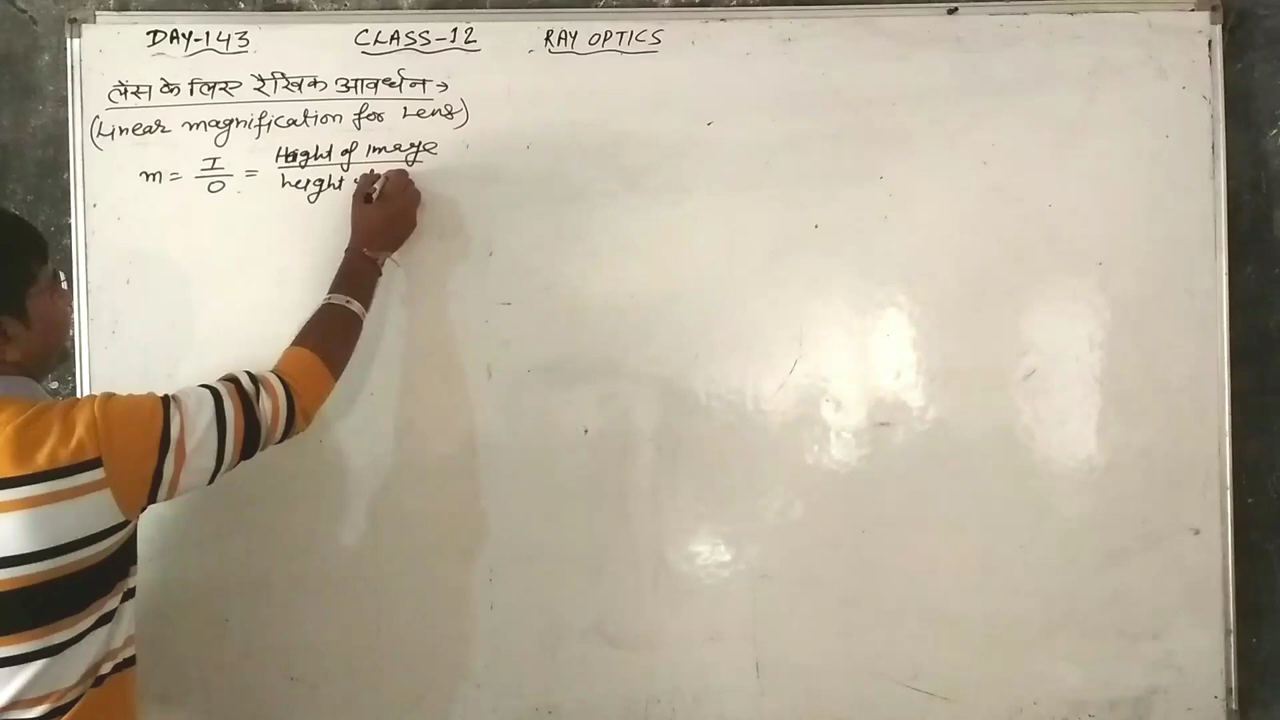 DAY-143 CLASS-12 RAY OPTICS
लेंस के लिए रैखिक आवर्धन →
(Linear magnification for Lens)
m = I/O = Height of Image / height